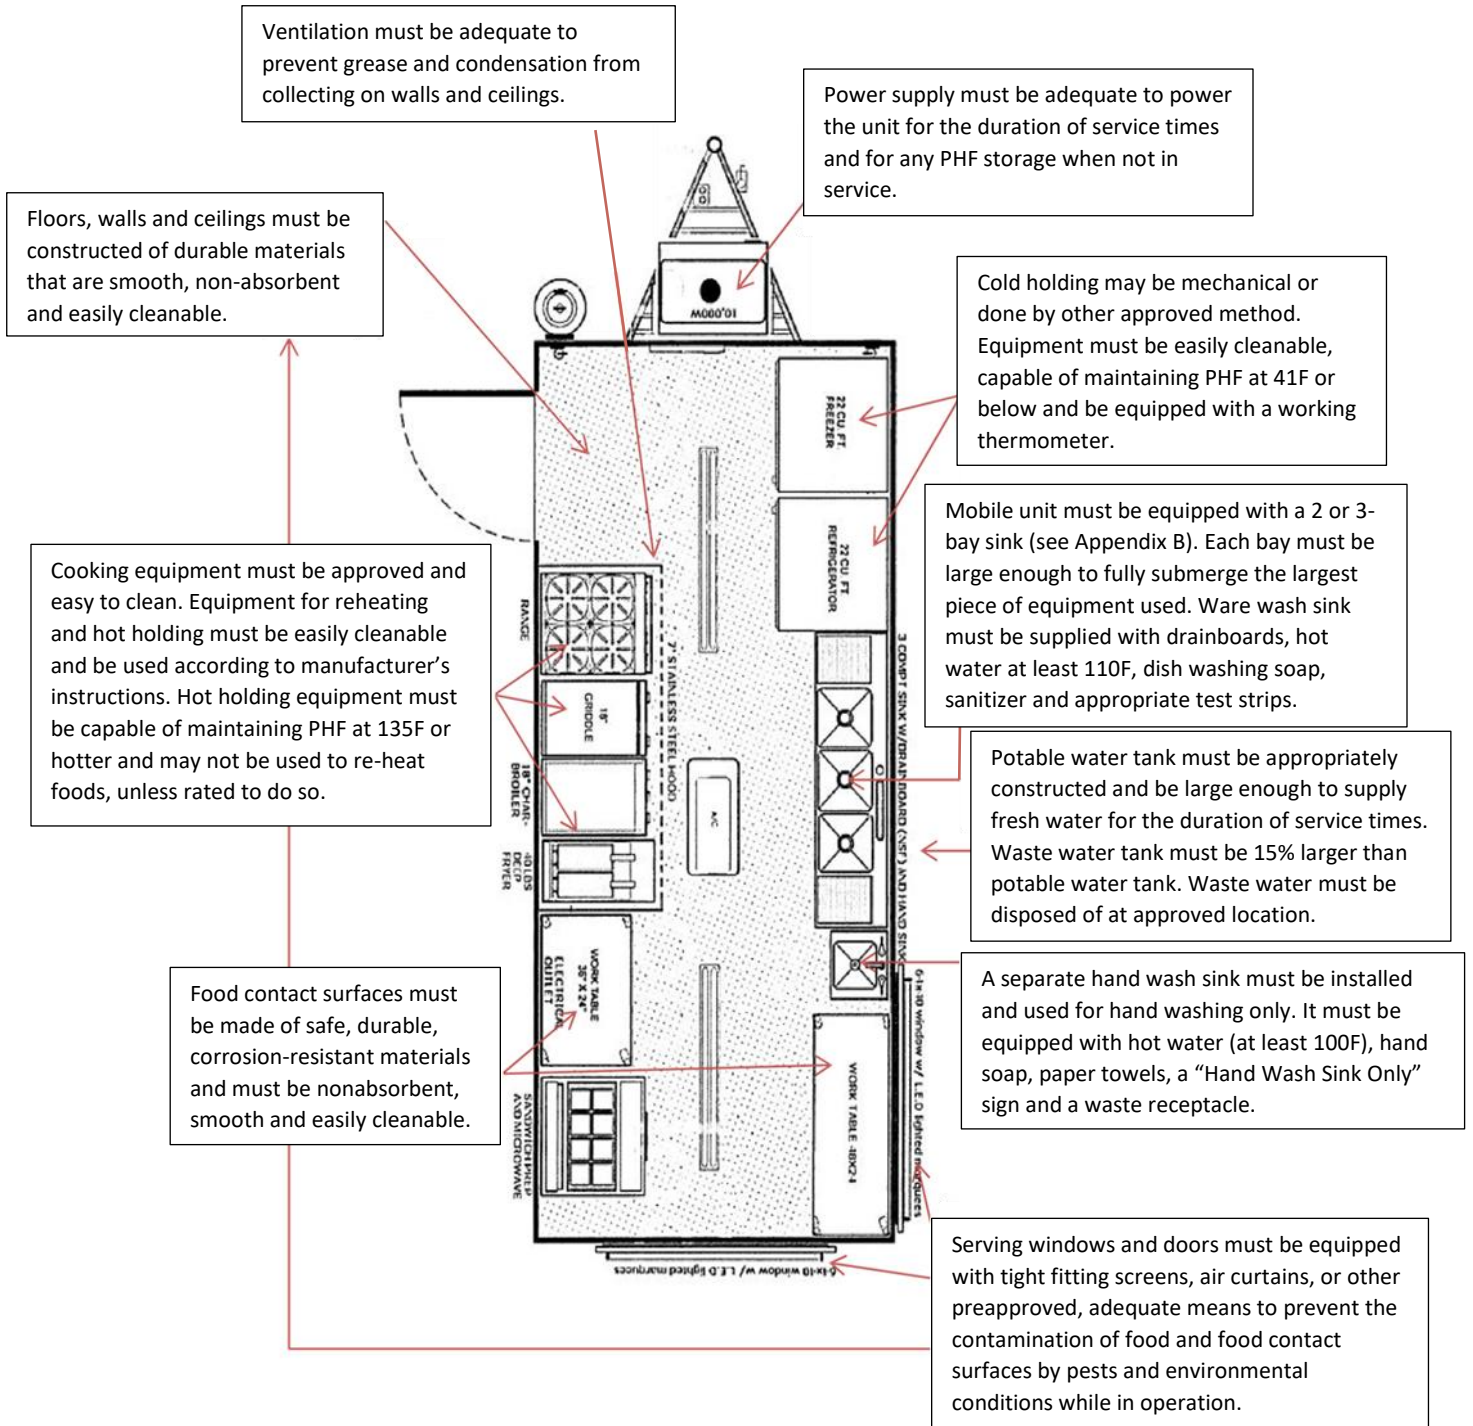 Ventilation must be adequate to
prevent grease and condensation from
collecting on walls and ceilings.
Power supply must be adequate to power
the unit for the duration of service times
and for any PHF storage when not in
service.
Floors, walls and ceilings must be
constructed of durable materials
that are smooth, non-absorbent
and easily cleanable.
Cold holding may be mechanical or
done by other approved method.
Equipment must be easily cleanable,
capable of maintaining PHF at 41F or
below and be equipped with a working
thermometer.
Mobile unit must be equipped with a 2 or 3-
bay sink (see Appendix B). Each bay must be
large enough to fully submerge the largest
piece of equipment used. Ware wash sink
must be supplied with drainboards, hot
water at least 110F, dish washing soap,
sanitizer and appropriate test strips.
Cooking equipment must be approved and
easy to clean. Equipment for reheating
and hot holding must be easily cleanable
and be used according to manufacturer’s
instructions. Hot holding equipment must
be capable of maintaining PHF at 135F or
hotter and may not be used to re-heat
foods, unless rated to do so.
Potable water tank must be appropriately
constructed and be large enough to supply
fresh water for the duration of service times.
Waste water tank must be 15% larger than
potable water tank. Waste water must be
disposed of at approved location.
Food contact surfaces must
be made of safe, durable,
corrosion-resistant materials
and must be nonabsorbent,
smooth and easily cleanable.
A separate hand wash sink must be installed
and used for hand washing only. It must be
equipped with hot water (at least 100F), hand
soap, paper towels, a “Hand Wash Sink Only”
sign and a waste receptacle.
Serving windows and doors must be equipped
with tight fitting screens, air curtains, or other
preapproved, adequate means to prevent the
contamination of food and food contact
surfaces by pests and environmental
conditions while in operation.
10,000W
22 CU FT.
FREEZER
22 CU FT
REFRIGERATOR
RANGE
7' STAINLESS STEEL HOOD
18"
GRIDDLE
18" CHAR-
BROILER
40 LBS
DEEP
FRYER
A/C
3 COMPT SINK W/DRAINBOARD (NSF) AND HAND SINK
WORK TABLE
36" X 24"
ELECTRICAL
OUTLET
SANDWICH PREP
AND MICROWAVE
WORK TABLE 48X24
window w/ L.E.D lighted marquees
window w/ L.E.D lighted marquees